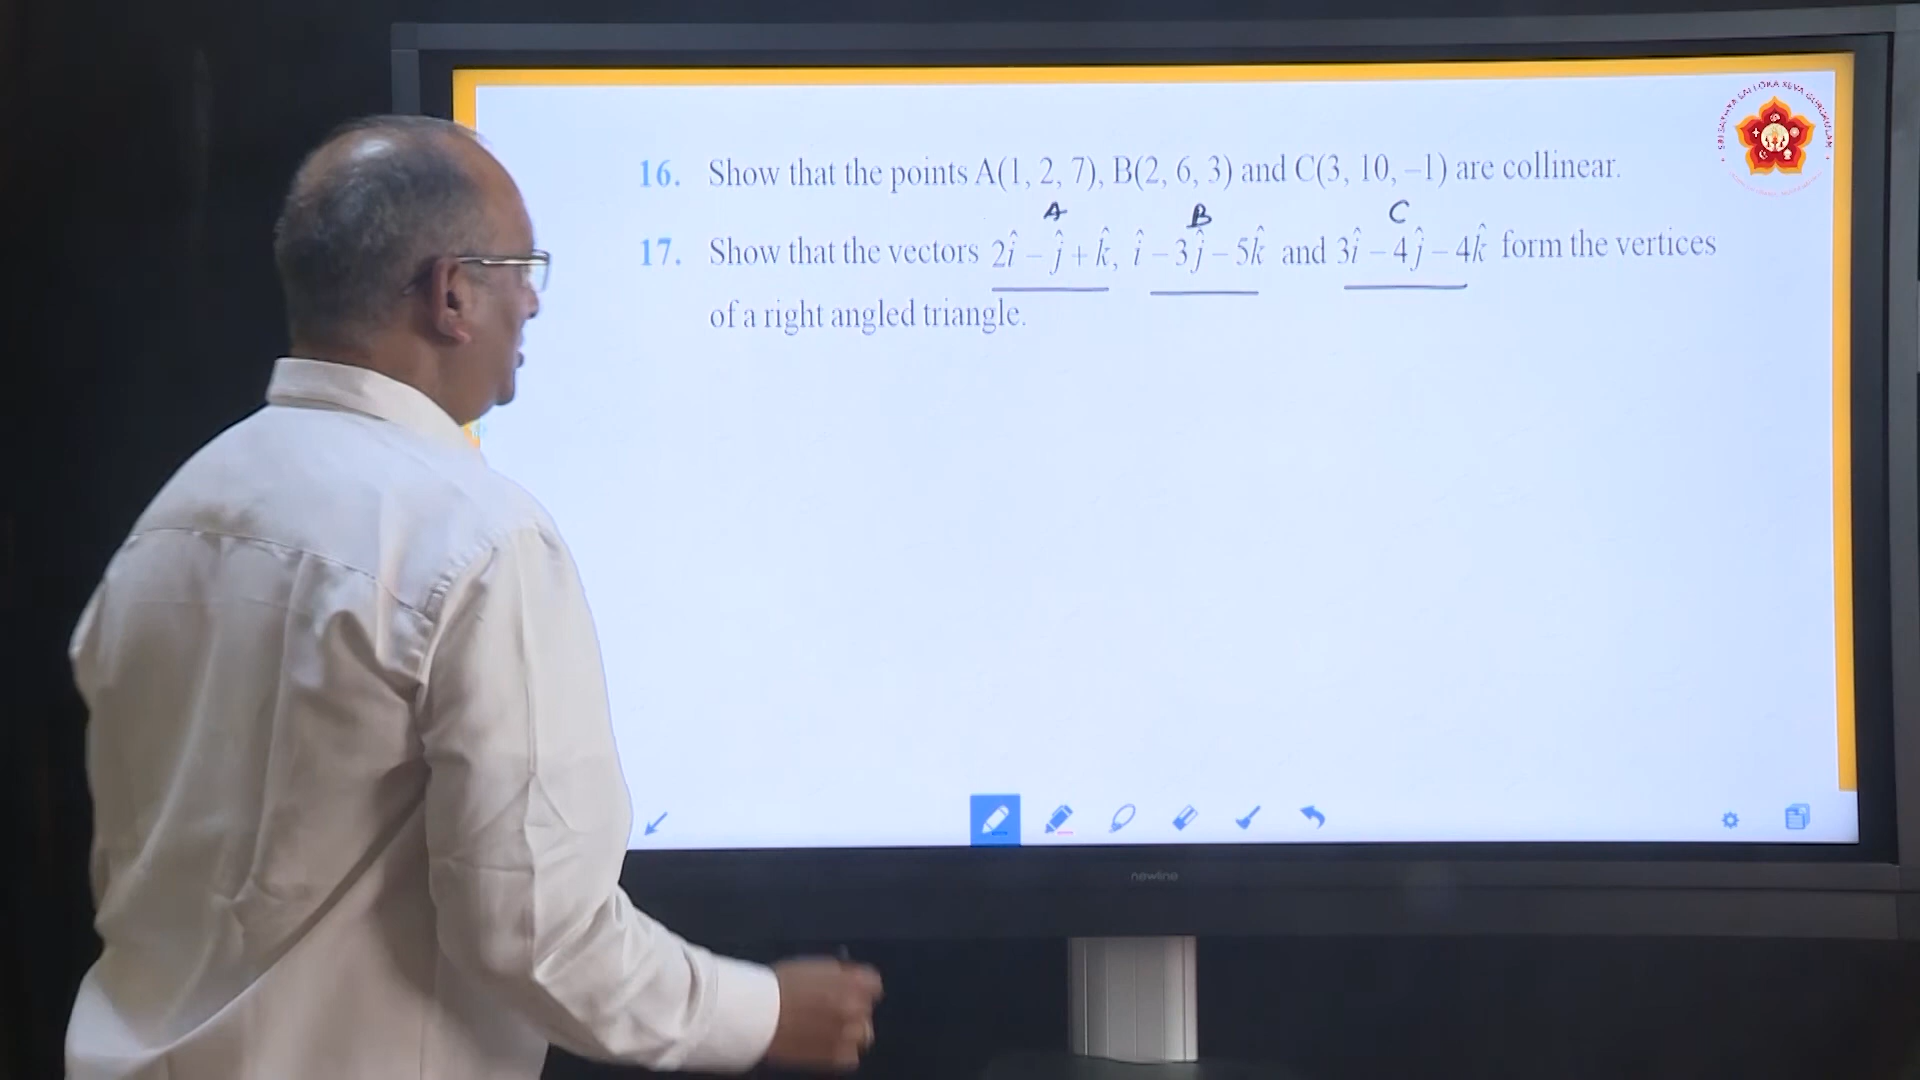 16. Show that the points A(1, 2, 7), B(2, 6, 3) and C(3, 10, –1) are collinear.
A B C
17. Show that the vectors 2î – ĵ + k̂, î – 3ĵ – 5k̂ and 3î – 4ĵ – 4k̂ form the vertices
of a right angled triangle.
newline